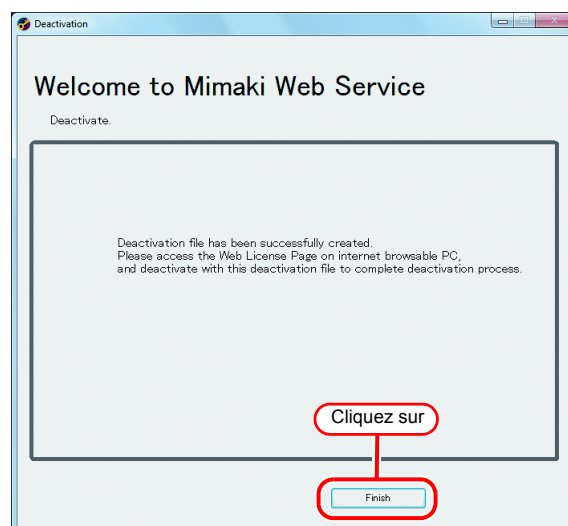 Deactivation
Welcome to Mimaki Web Service
Deactivate.
Deactivation file has been successfully created.
Please access the Web License Page on internet browsable PC,
and deactivate with this deactivation file to complete deactivation process.
Cliquez sur
Finish